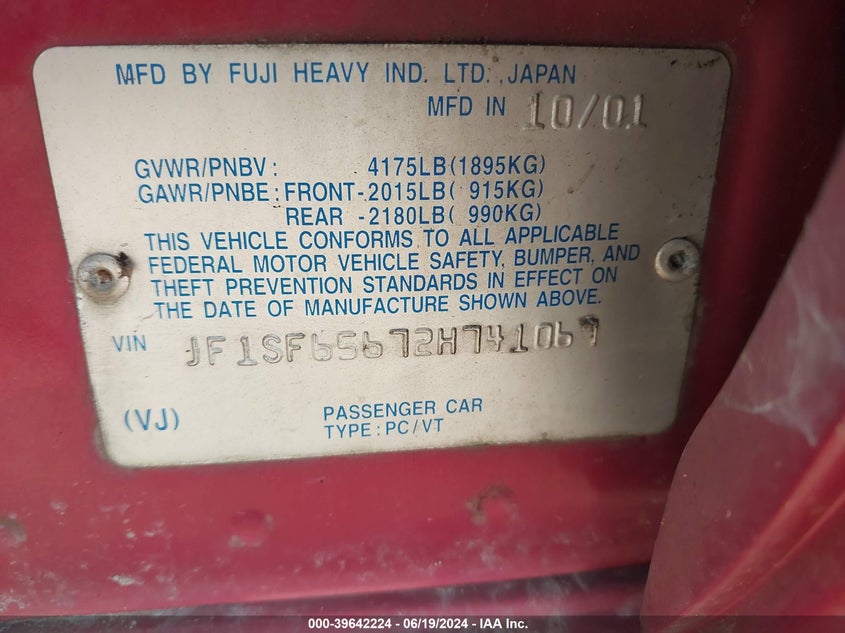 MFD BY FUJI HEAVY IND. LTD., JAPAN
MFD IN 10/01
GVWR/PNBV : 4175LB(1895KG)
GAWR/PNBE : FRONT-2015LB( 915KG)
REAR -2180LB( 990KG)
THIS VEHICLE CONFORMS TO ALL APPLICABLE
FEDERAL MOTOR VEHICLE SAFETY, BUMPER, AND
THEFT PREVENTION STANDARDS IN EFFECT ON
THE DATE OF MANUFACTURE SHOWN ABOVE.
VIN JF1SF65672H741069
(VJ) PASSENGER CAR
TYPE : PC/VT
000-39642224 - 06/19/2024 - IAA Inc.